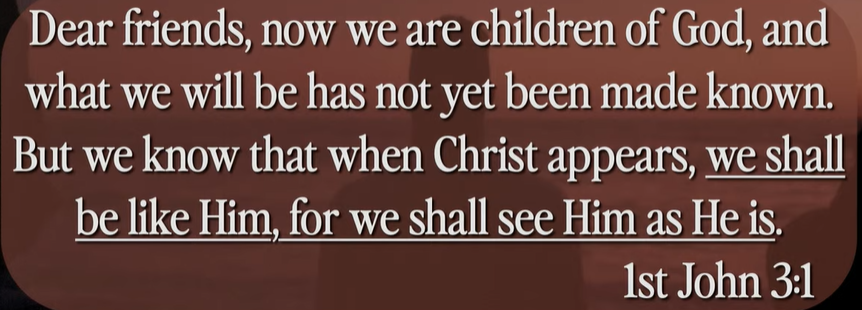 Dear friends, now we are children of God, and
what we will be has not yet been made known.
But we know that when Christ appears, we shall
be like Him, for we shall see Him as He is.
1st John 3:1